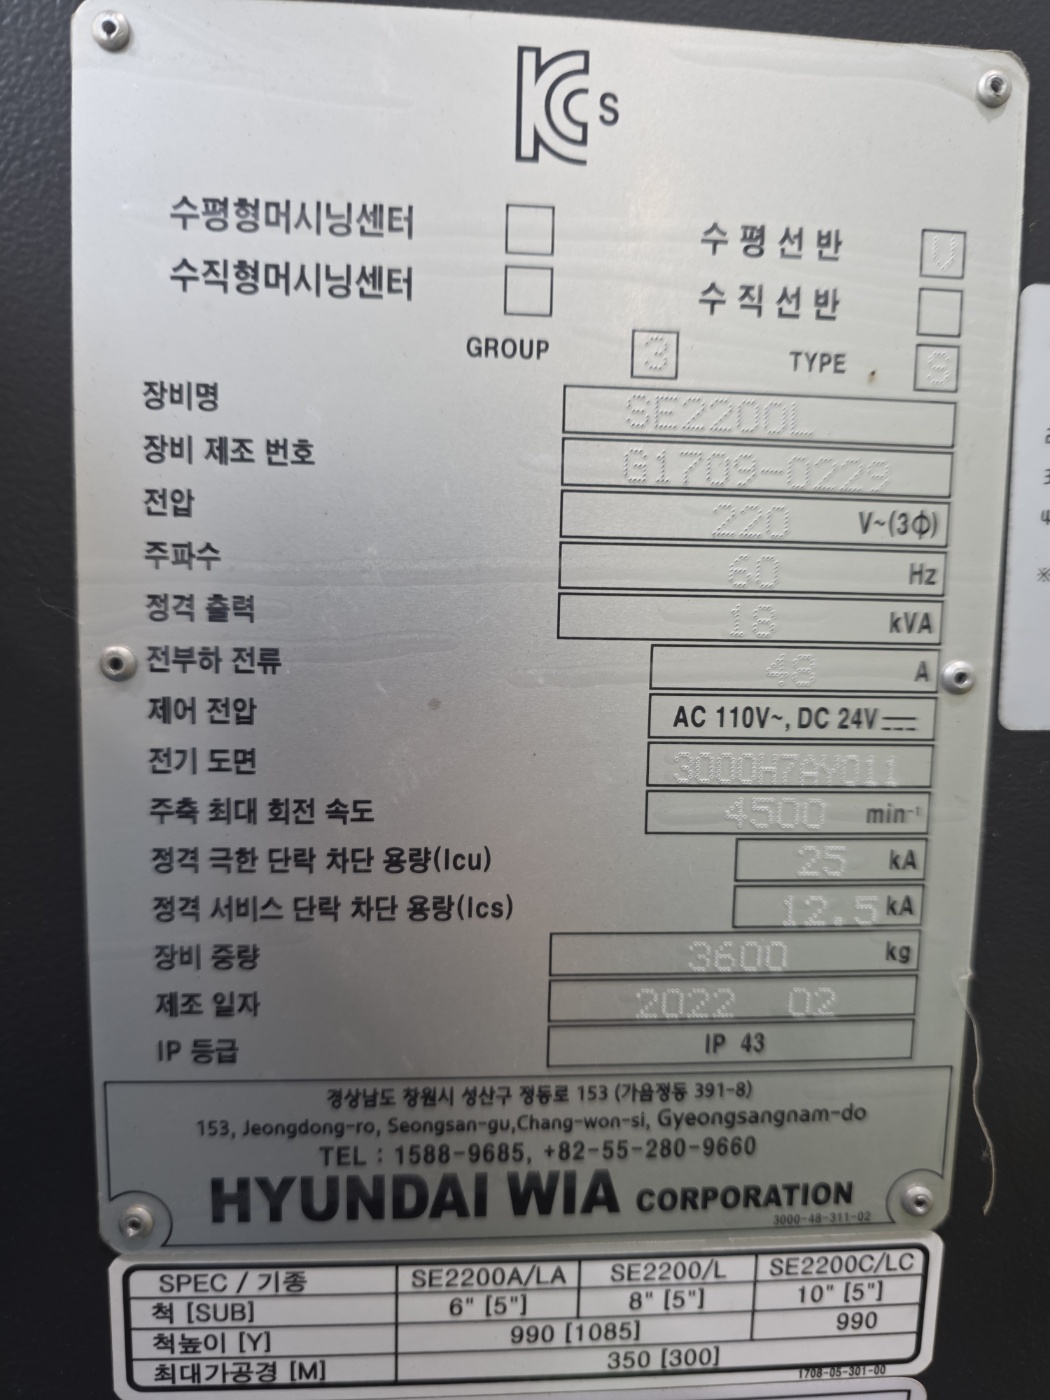 KCs
수평형머시닝센터 수평선반 V
수직형머시닝센터 수직선반
GROUP 3 TYPE S
장비명 SE2200L
장비 제조 번호 G1709-0229
전압 220 V~(3Φ)
주파수 60 Hz
정격 출력 18 kVA
전부하 전류 48 A
제어 전압 AC 110V~, DC 24V⎓
전기 도면 3000H7AY011
주축 최대 회전 속도 4500 min⁻¹
정격 극한 단락 차단 용량(Icu) 25 kA
정격 서비스 단락 차단 용량(Ics) 12.5 kA
장비 중량 3600 kg
제조 일자 2022 02
IP 등급 IP 43
경상남도 창원시 성산구 정동로 153 (가음정동 391-8)
153, Jeongdong-ro, Seongsan-gu,Chang-won-si, Gyeongsangnam-do
TEL : 1588-9685, +82-55-280-9660
HYUNDAI WIA CORPORATION
3000-48-311-02
SPEC / 기종 SE2200A/LA SE2200/L SE2200C/LC
척 [SUB] 6" [5"] 8" [5"] 10" [5"]
척높이 [Y] 990 [1085] 990
최대가공경 [M] 350 [300]
1708-05-301-00